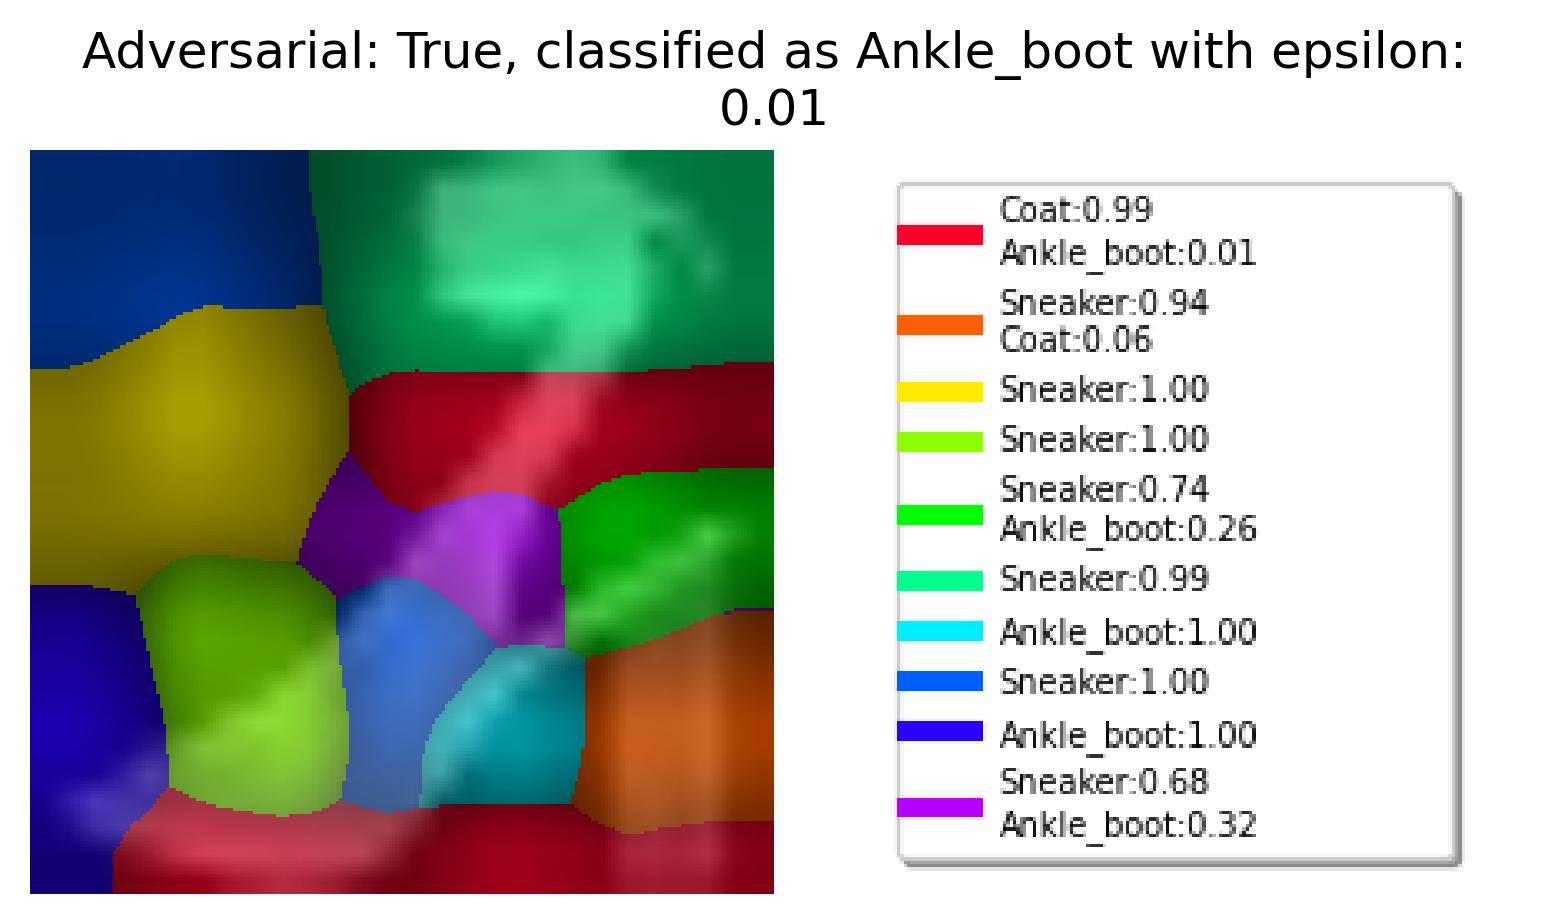 Adversarial: True, classified as Ankle_boot with epsilon:
0.01
Coat:0.99
Ankle_boot:0.01
Sneaker:0.94
Coat:0.06
Sneaker:1.00
Sneaker:1.00
Sneaker:0.74
Ankle_boot:0.26
Sneaker:0.99
Ankle_boot:1.00
Sneaker:1.00
Ankle_boot:1.00
Sneaker:0.68
Ankle_boot:0.32